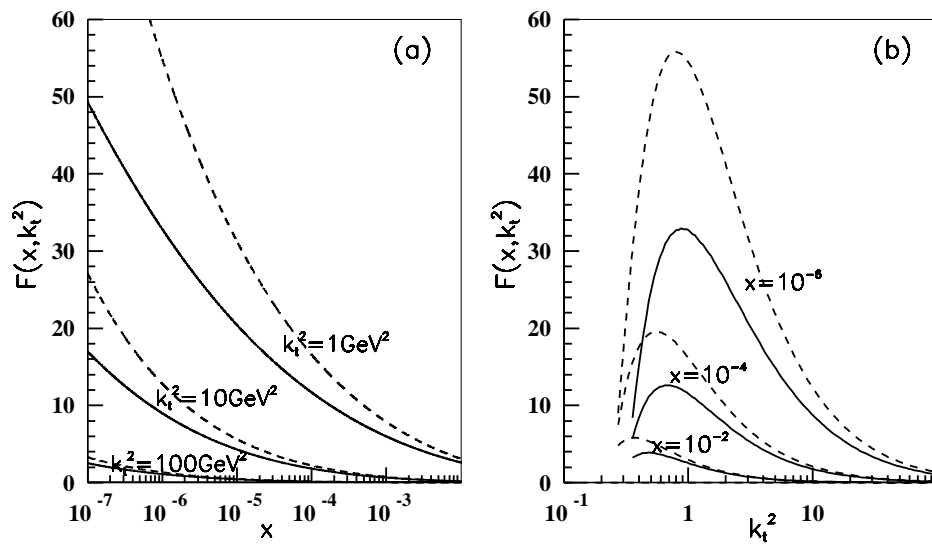 F(x,k_t^2)
60
50
40
30
20
10
0
(a)
k_t^2=1GeV^2
k_t^2=10GeV^2
k_t^2=100GeV^2
10^-7
10^-6
10^-5
10^-4
10^-3
x
F(x,k_t^2)
60
50
40
30
20
10
0
(b)
x=10^-6
x=10^-4
x=10^-2
10^-1
1
10
k_t^2